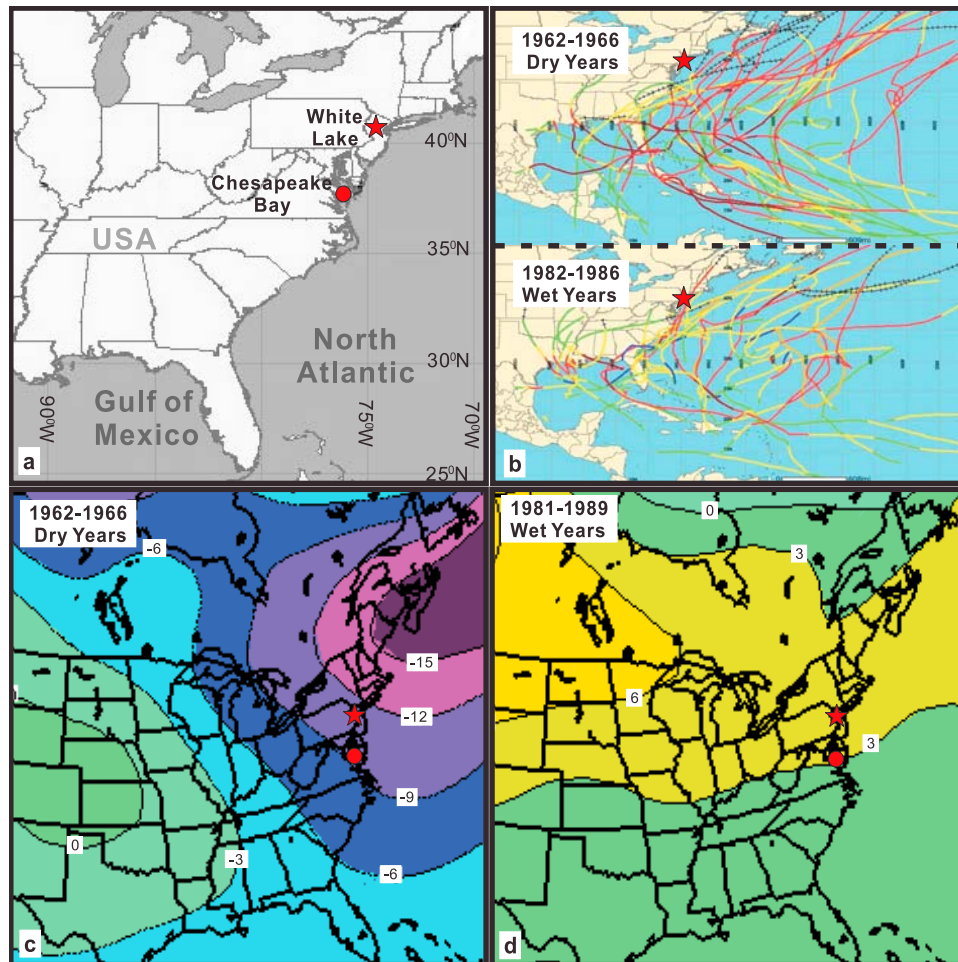 White
Lake
40⁰N
Chesapeake
Bay
USA
35⁰N
North
Atlantic
30⁰N
Gulf of
Mexico
90⁰W
75⁰W
70⁰W
25⁰N
a
1962-1966
Dry Years
1982-1986
Wet Years
b
1962-1966
Dry Years
-6
-15
-12
-9
0
-3
-6
c
1981-1989
Wet Years
0
3
6
3
d